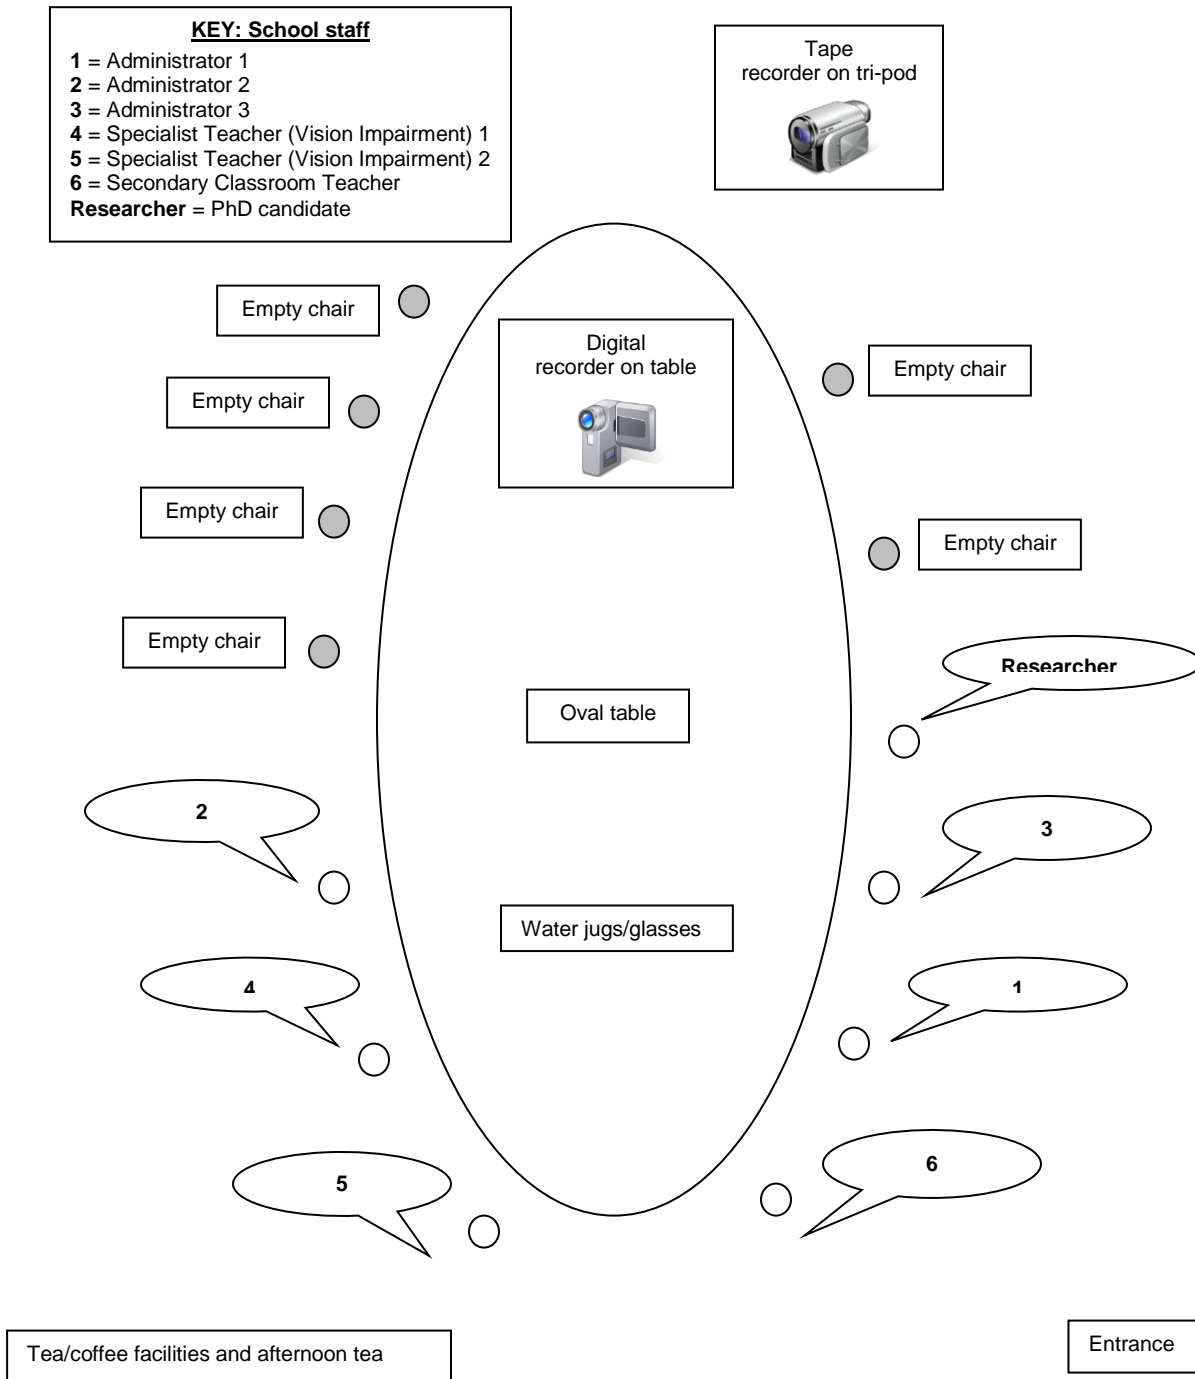 KEY: School staff
1 = Administrator 1
2 = Administrator 2
3 = Administrator 3
4 = Specialist Teacher (Vision Impairment) 1
5 = Specialist Teacher (Vision Impairment) 2
6 = Secondary Classroom Teacher
Researcher = PhD candidate
Tape
recorder on tri-pod
Empty chair
Digital
recorder on table
Empty chair
Empty chair
Empty chair
Empty chair
Empty chair
Researcher
Oval table
2
3
Water jugs/glasses
4
1
5
6
Tea/coffee facilities and afternoon tea
Entrance